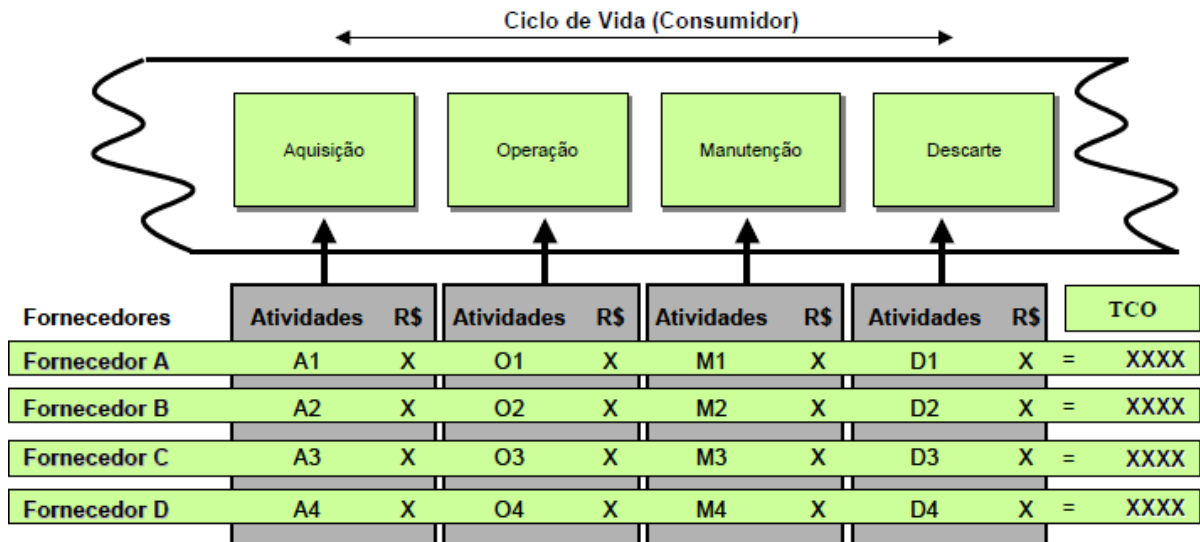 Ciclo de Vida (Consumidor)
Aquisição Operação Manutenção Descarte
Fornecedores Atividades R$ Atividades R$ Atividades R$ Atividades R$ TCO
Fornecedor A A1 X O1 X M1 X D1 X = XXXX
Fornecedor B A2 X O2 X M2 X D2 X = XXXX
Fornecedor C A3 X O3 X M3 X D3 X = XXXX
Fornecedor D A4 X O4 X M4 X D4 X = XXXX